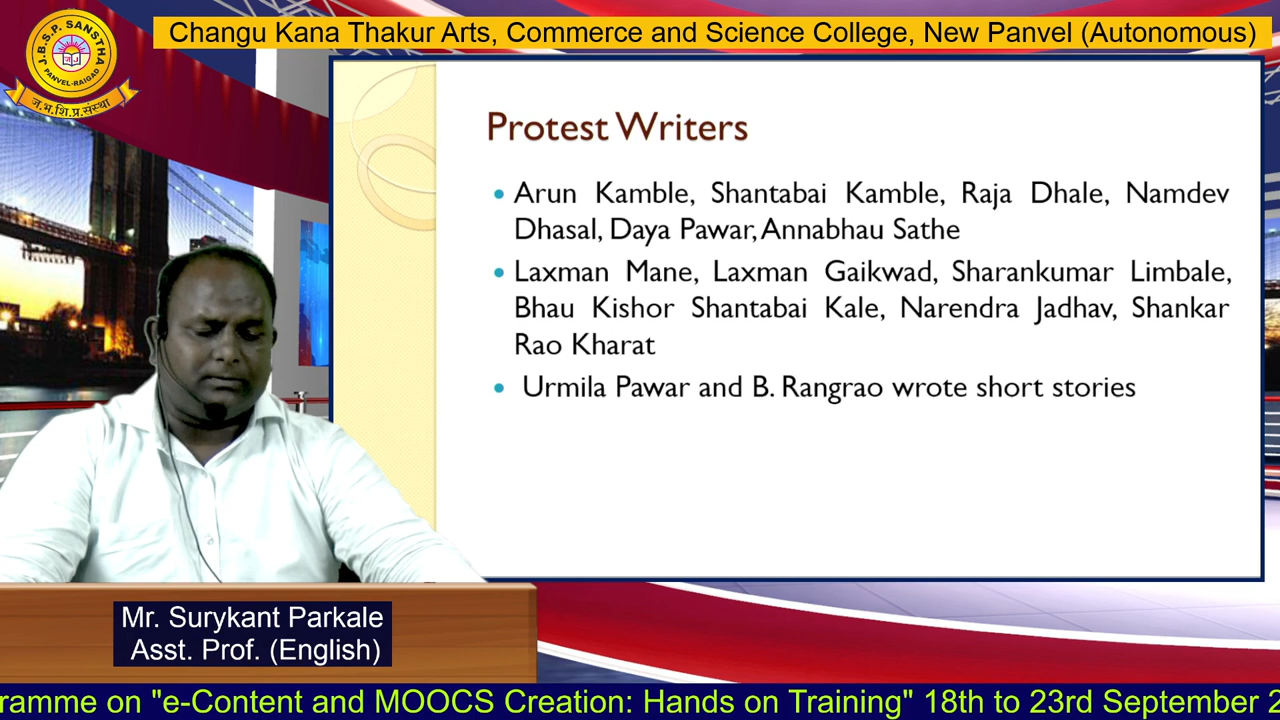 Changu Kana Thakur Arts, Commerce and Science College, New Panvel (Autonomous)
J.B.S.P. SANSTHA
PANVEL-RAIGAD
ज.भ.शि.प्र.संस्था
Protest Writers
• Arun Kamble, Shantabai Kamble, Raja Dhale, Namdev
Dhasal, Daya Pawar, Annabhau Sathe
• Laxman Mane, Laxman Gaikwad, Sharankumar Limbale,
Bhau Kishor Shantabai Kale, Narendra Jadhav, Shankar
Rao Kharat
• Urmila Pawar and B. Rangrao wrote short stories
Mr. Surykant Parkale
Asst. Prof. (English)
ramme on "e-Content and MOOCS Creation: Hands on Training" 18th to 23rd September 2